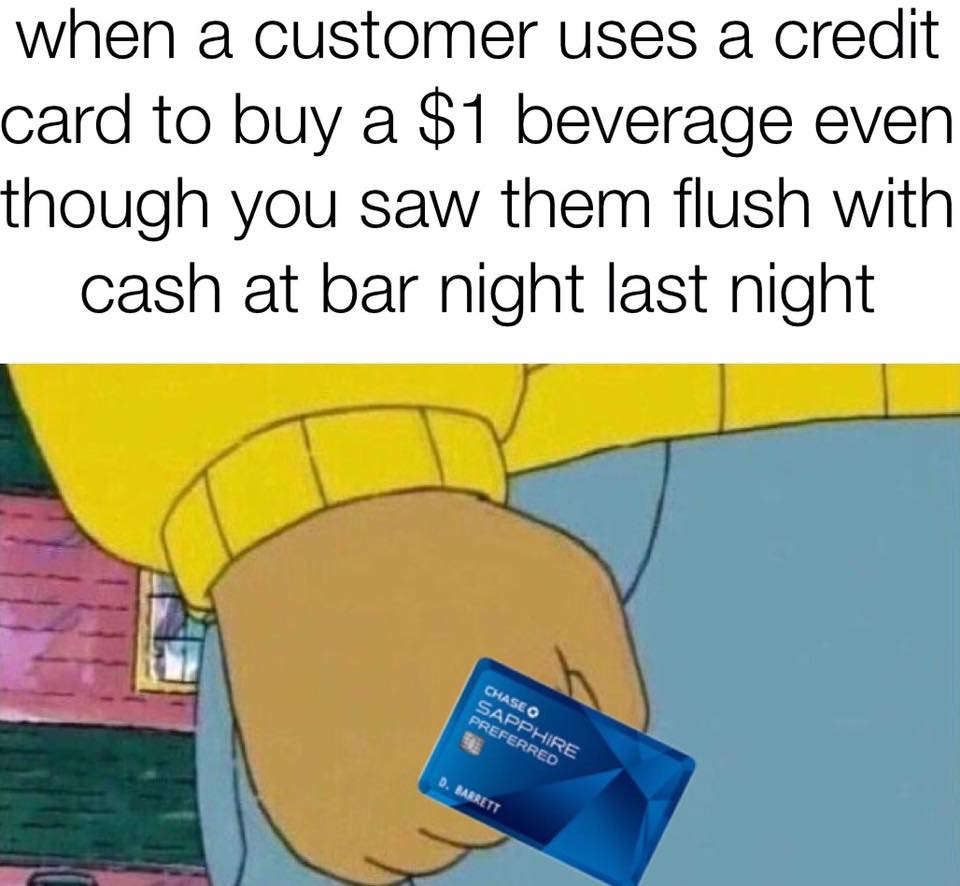 when a customer uses a credit
card to buy a $1 beverage even
though you saw them flush with
cash at bar night last night
CHASE
SAPPHIRE
PREFERRED
D. BARRETT